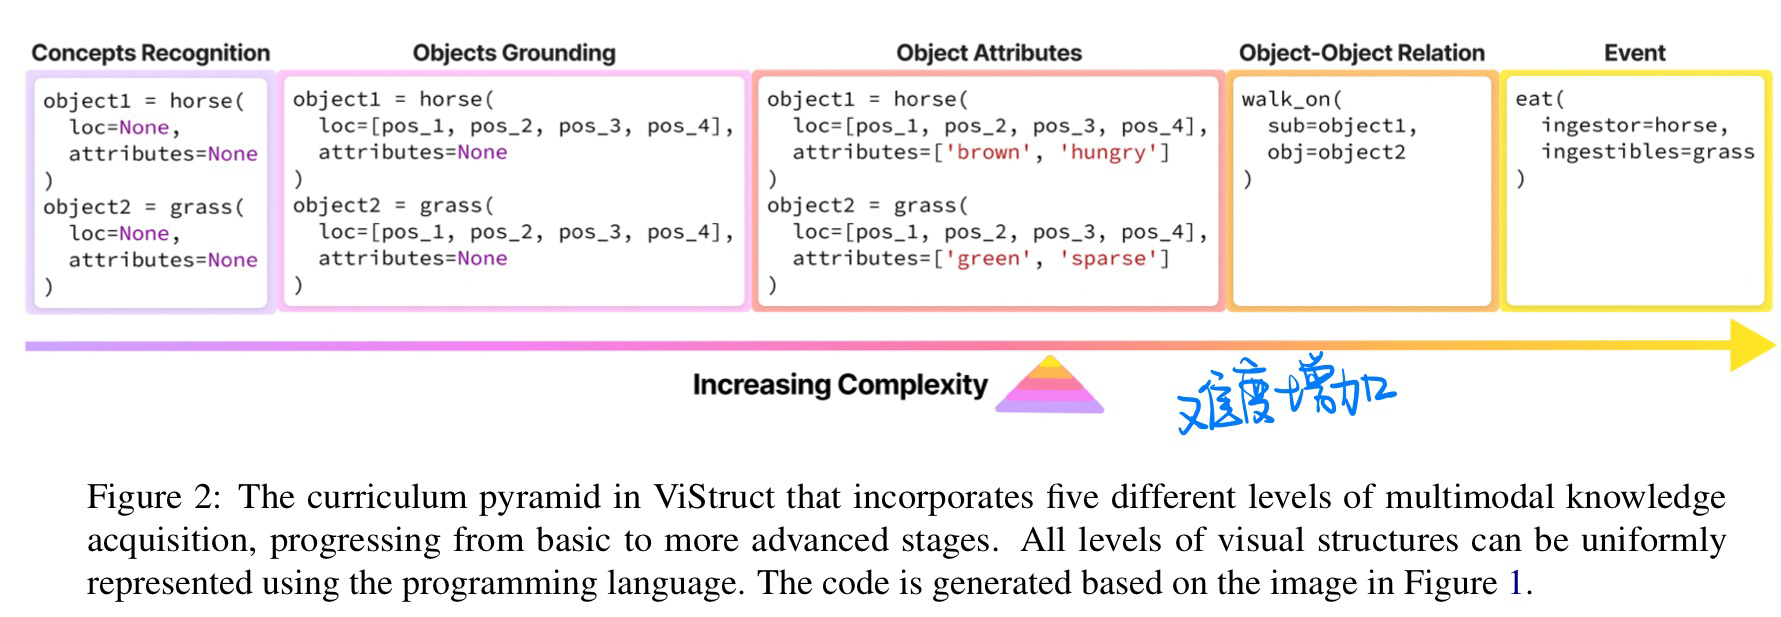 Concepts Recognition
object1 = horse(
loc=None,
attributes=None
)
object2 = grass(
loc=None,
attributes=None
)
Objects Grounding
object1 = horse(
loc=[pos_1, pos_2, pos_3, pos_4],
attributes=None
)
object2 = grass(
loc=[pos_1, pos_2, pos_3, pos_4],
attributes=None
)
Object Attributes
object1 = horse(
loc=[pos_1, pos_2, pos_3, pos_4],
attributes=['brown', 'hungry']
)
object2 = grass(
loc=[pos_1, pos_2, pos_3, pos_4],
attributes=['green', 'sparse']
)
Object-Object Relation
walk_on(
sub=object1,
obj=object2
)
Event
eat(
ingestor=horse,
ingestibles=grass
)
Increasing Complexity
难度增加
Figure 2: The curriculum pyramid in ViStruct that incorporates five different levels of multimodal knowledge
acquisition, progressing from basic to more advanced stages. All levels of visual structures can be uniformly
represented using the programming language. The code is generated based on the image in Figure 1.